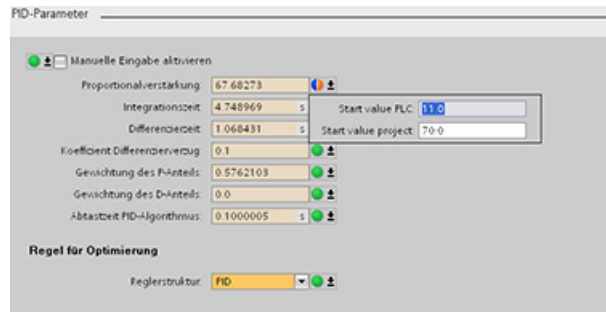 PID-Parameter
Manuelle Eingabe aktivieren
Proportionalverstärkung: 67.68273
Integrationszeit: 4.748969 s
Start value PLC: 11.0
Differenzierzeit: 1.068431 s
Start value project: 70.0
Koeffizient Differenzierverzug: 0.1
Gewichtung des P-Anteils: 0.5762103
Gewichtung des D-Anteils: 0.0
Abtastzeit PID-Algorithmus: 0.1000005 s
Regel für Optimierung
Reglerstruktur: PID